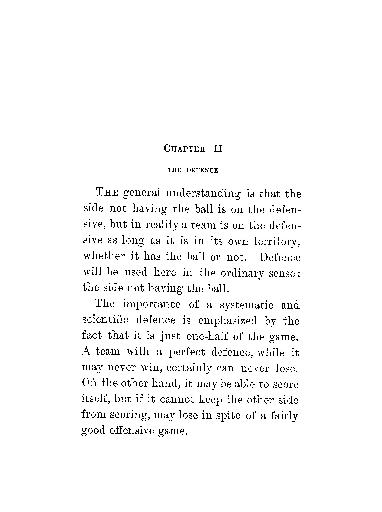 CHAPTER II
THE DEFENCE
THE general understanding is that the
side not having the ball is on the defen-
sive, but in reality a team is on the defen-
sive as long as it is in its own territory,
whether it has the ball or not. Defence
will be used here in the ordinary sense:
the side not having the ball.
The importance of a systematic and
scientific defence is emphasized by the
fact that it is just one-half of the game.
A team with a perfect defence, while it
may never win, certainly can never lose.
On the other hand, it may be able to score
itself, but if it cannot keep the other side
from scoring, may lose in spite of a fairly
good offensive game.